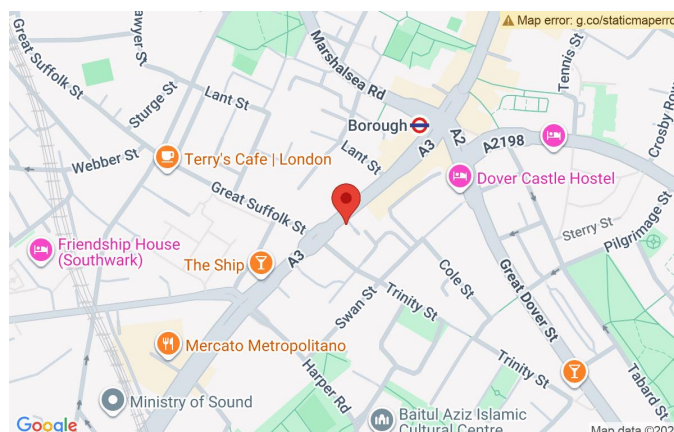 Map error: g.co/staticmaperro
Great Suffolk St
Sawyer St
Sturge St
Lant St
Marshalsea Rd
Tennis St
Crosby Row
Borough
A3
A2
A2198
Webber St
Terry's Cafe | London
Lant St
Dover Castle Hostel
Great Suffolk St
Sterry St
Pilgrimage St
Friendship House
(Southwark)
The Ship
A3
Cole St
Great Dover St
Swan St
Trinity St
Mercato Metropolitano
Trinity St
Harper Rd
Tabard St
Ministry of Sound
Baitul Aziz Islamic
Cultural Centre
Google
Map data ©202